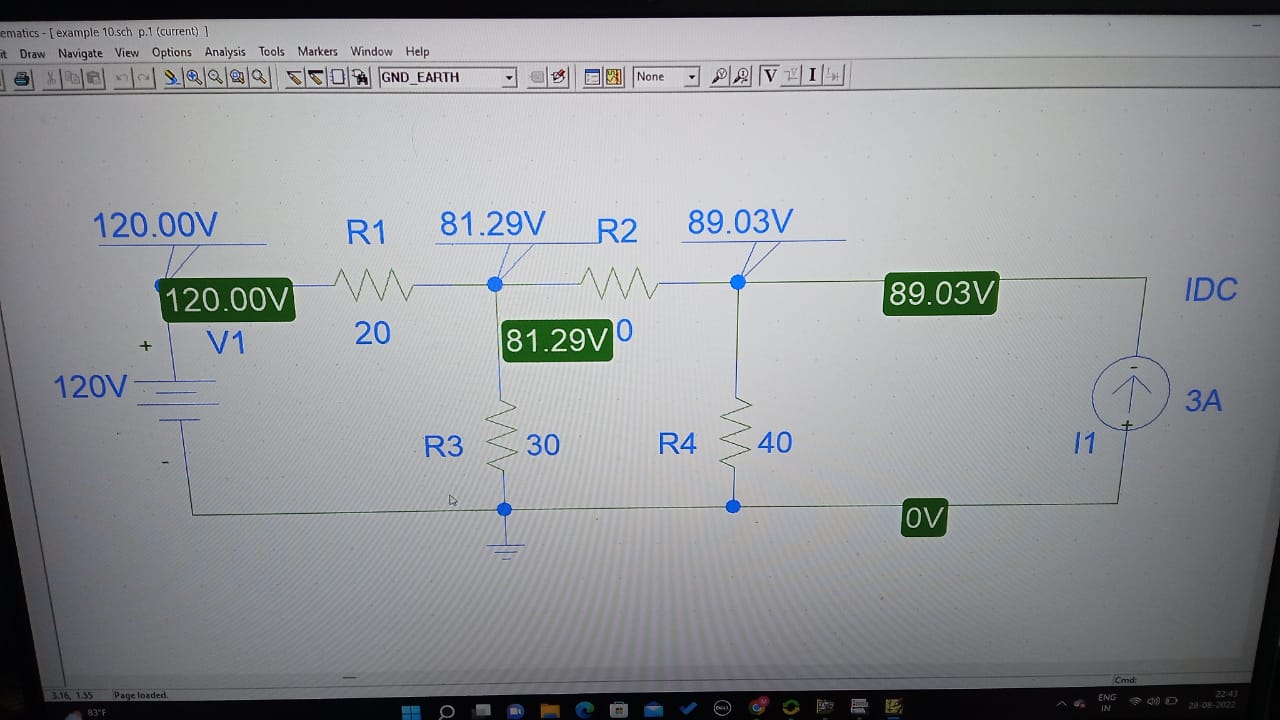 ematics - [ example 10.sch p.1 (current) ]
it Draw Navigate View Options Analysis Tools Markers Window Help
GND_EARTH None V I
120.00V R1 81.29V R2 89.03V
120.00V 89.03V IDC
V1 20 81.29V 0
+
120V 3A
-
+
R3 30 R4 40 I1
-
0V
Cmd:
3.16, 1.35 Page loaded.
83°F
ENG
IN
22:43
28-08-2022